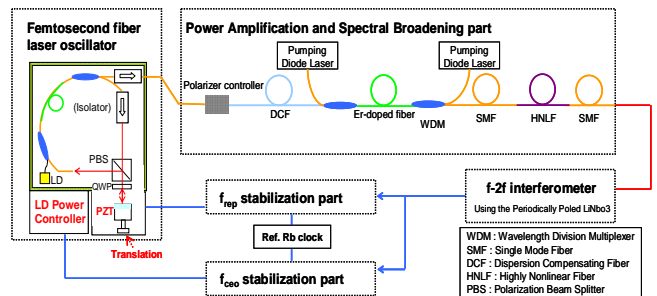 Femtosecond fiber
laser oscillator
(Isolator)
PBS
QWP
LD
PZT
LD Power
Controller
Translation
Power Amplification and Spectral Broadening part
Pumping
Diode Laser
Pumping
Diode Laser
Polarizer controller
DCF
Er-doped fiber
WDM
SMF
HNLF
SMF
f-2f interferometer
Using the Periodically Poled LiNbo3
frep stabilization part
Ref. Rb clock
fceo stabilization part
WDM : Wavelength Division Multiplexer
SMF : Single Mode Fiber
DCF : Dispersion Compensating Fiber
HNLF : Highly Nonlinear Fiber
PBS : Polarization Beam Splitter